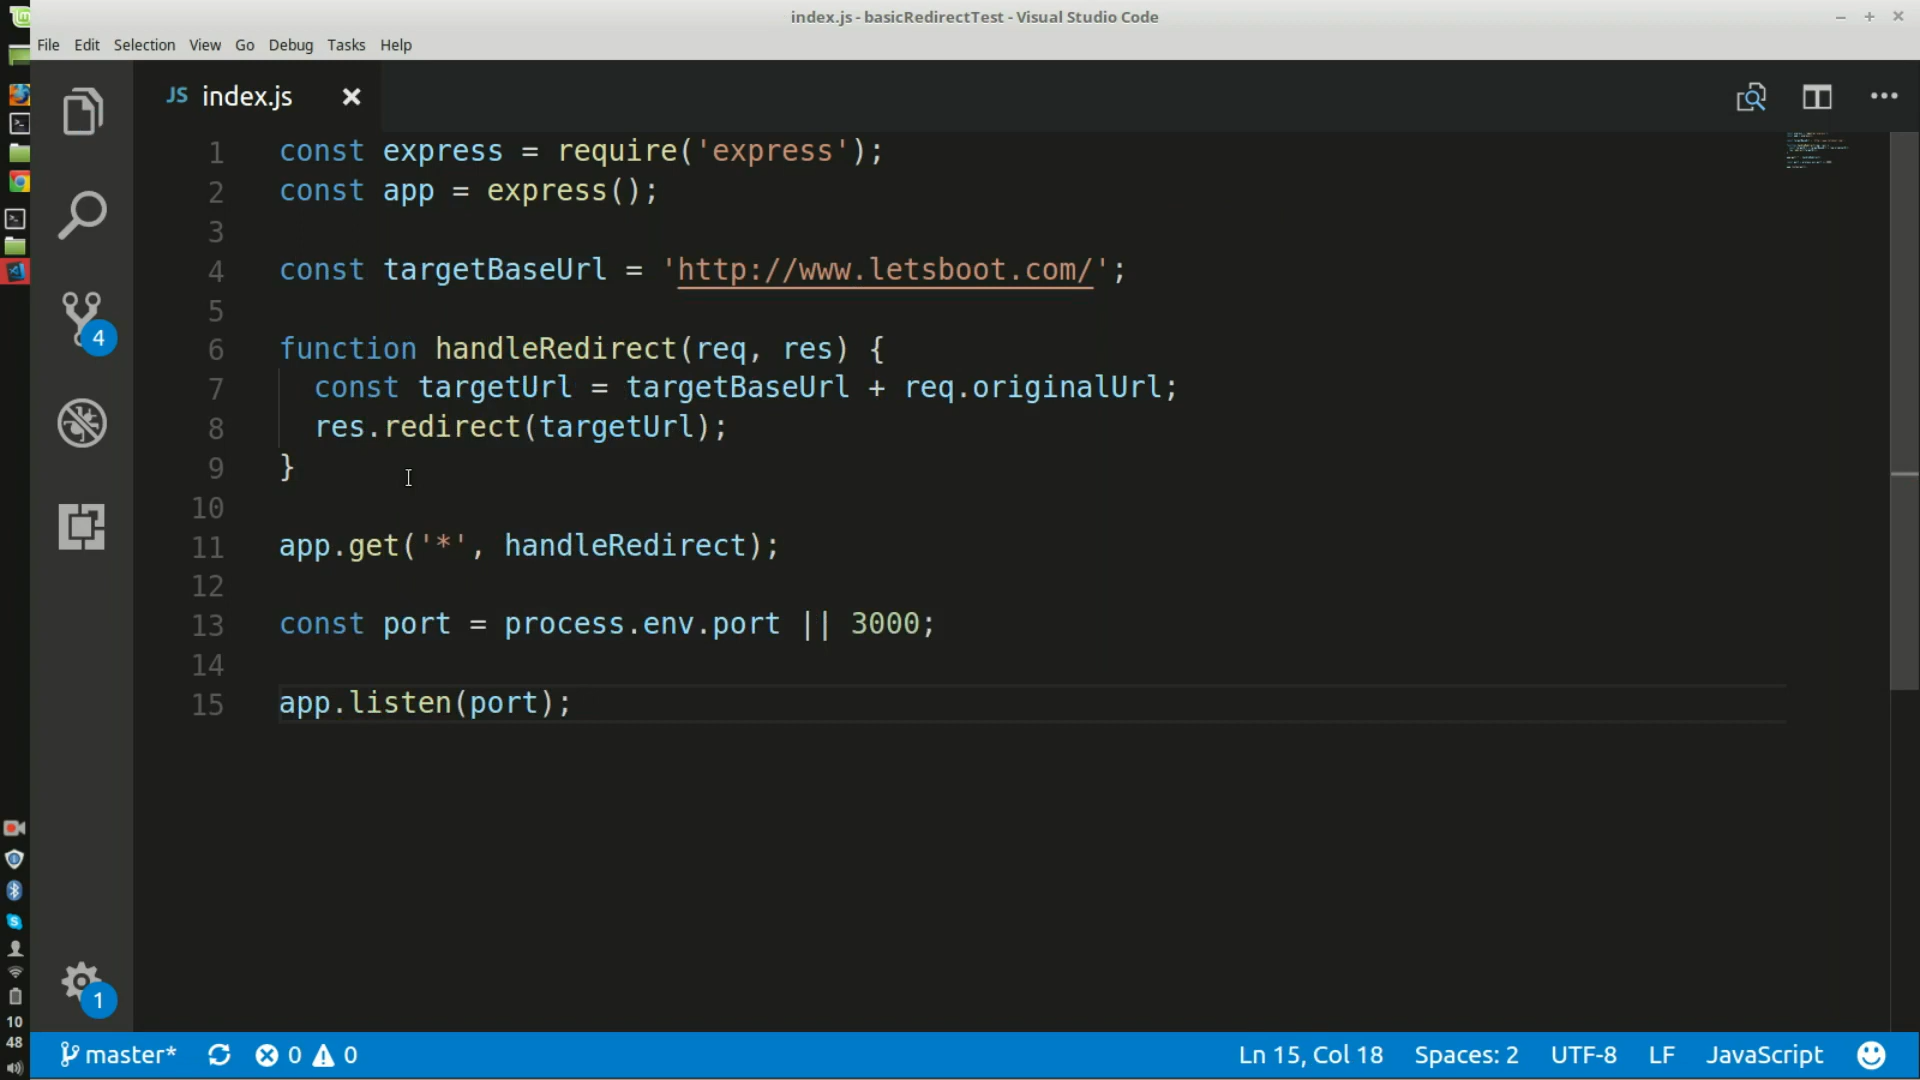 index.js - basicRedirectTest - Visual Studio Code
File Edit Selection View Go Debug Tasks Help
JS index.js
1 const express = require('express');
2 const app = express();
3
4 const targetBaseUrl = 'http://www.letsboot.com/';
5
6 function handleRedirect(req, res) {
7 const targetUrl = targetBaseUrl + req.originalUrl;
8 res.redirect(targetUrl);
9 }
10
11 app.get('*', handleRedirect);
12
13 const port = process.env.port || 3000;
14
15 app.listen(port);
4
1
10
48
master* 0 0 Ln 15, Col 18 Spaces: 2 UTF-8 LF JavaScript